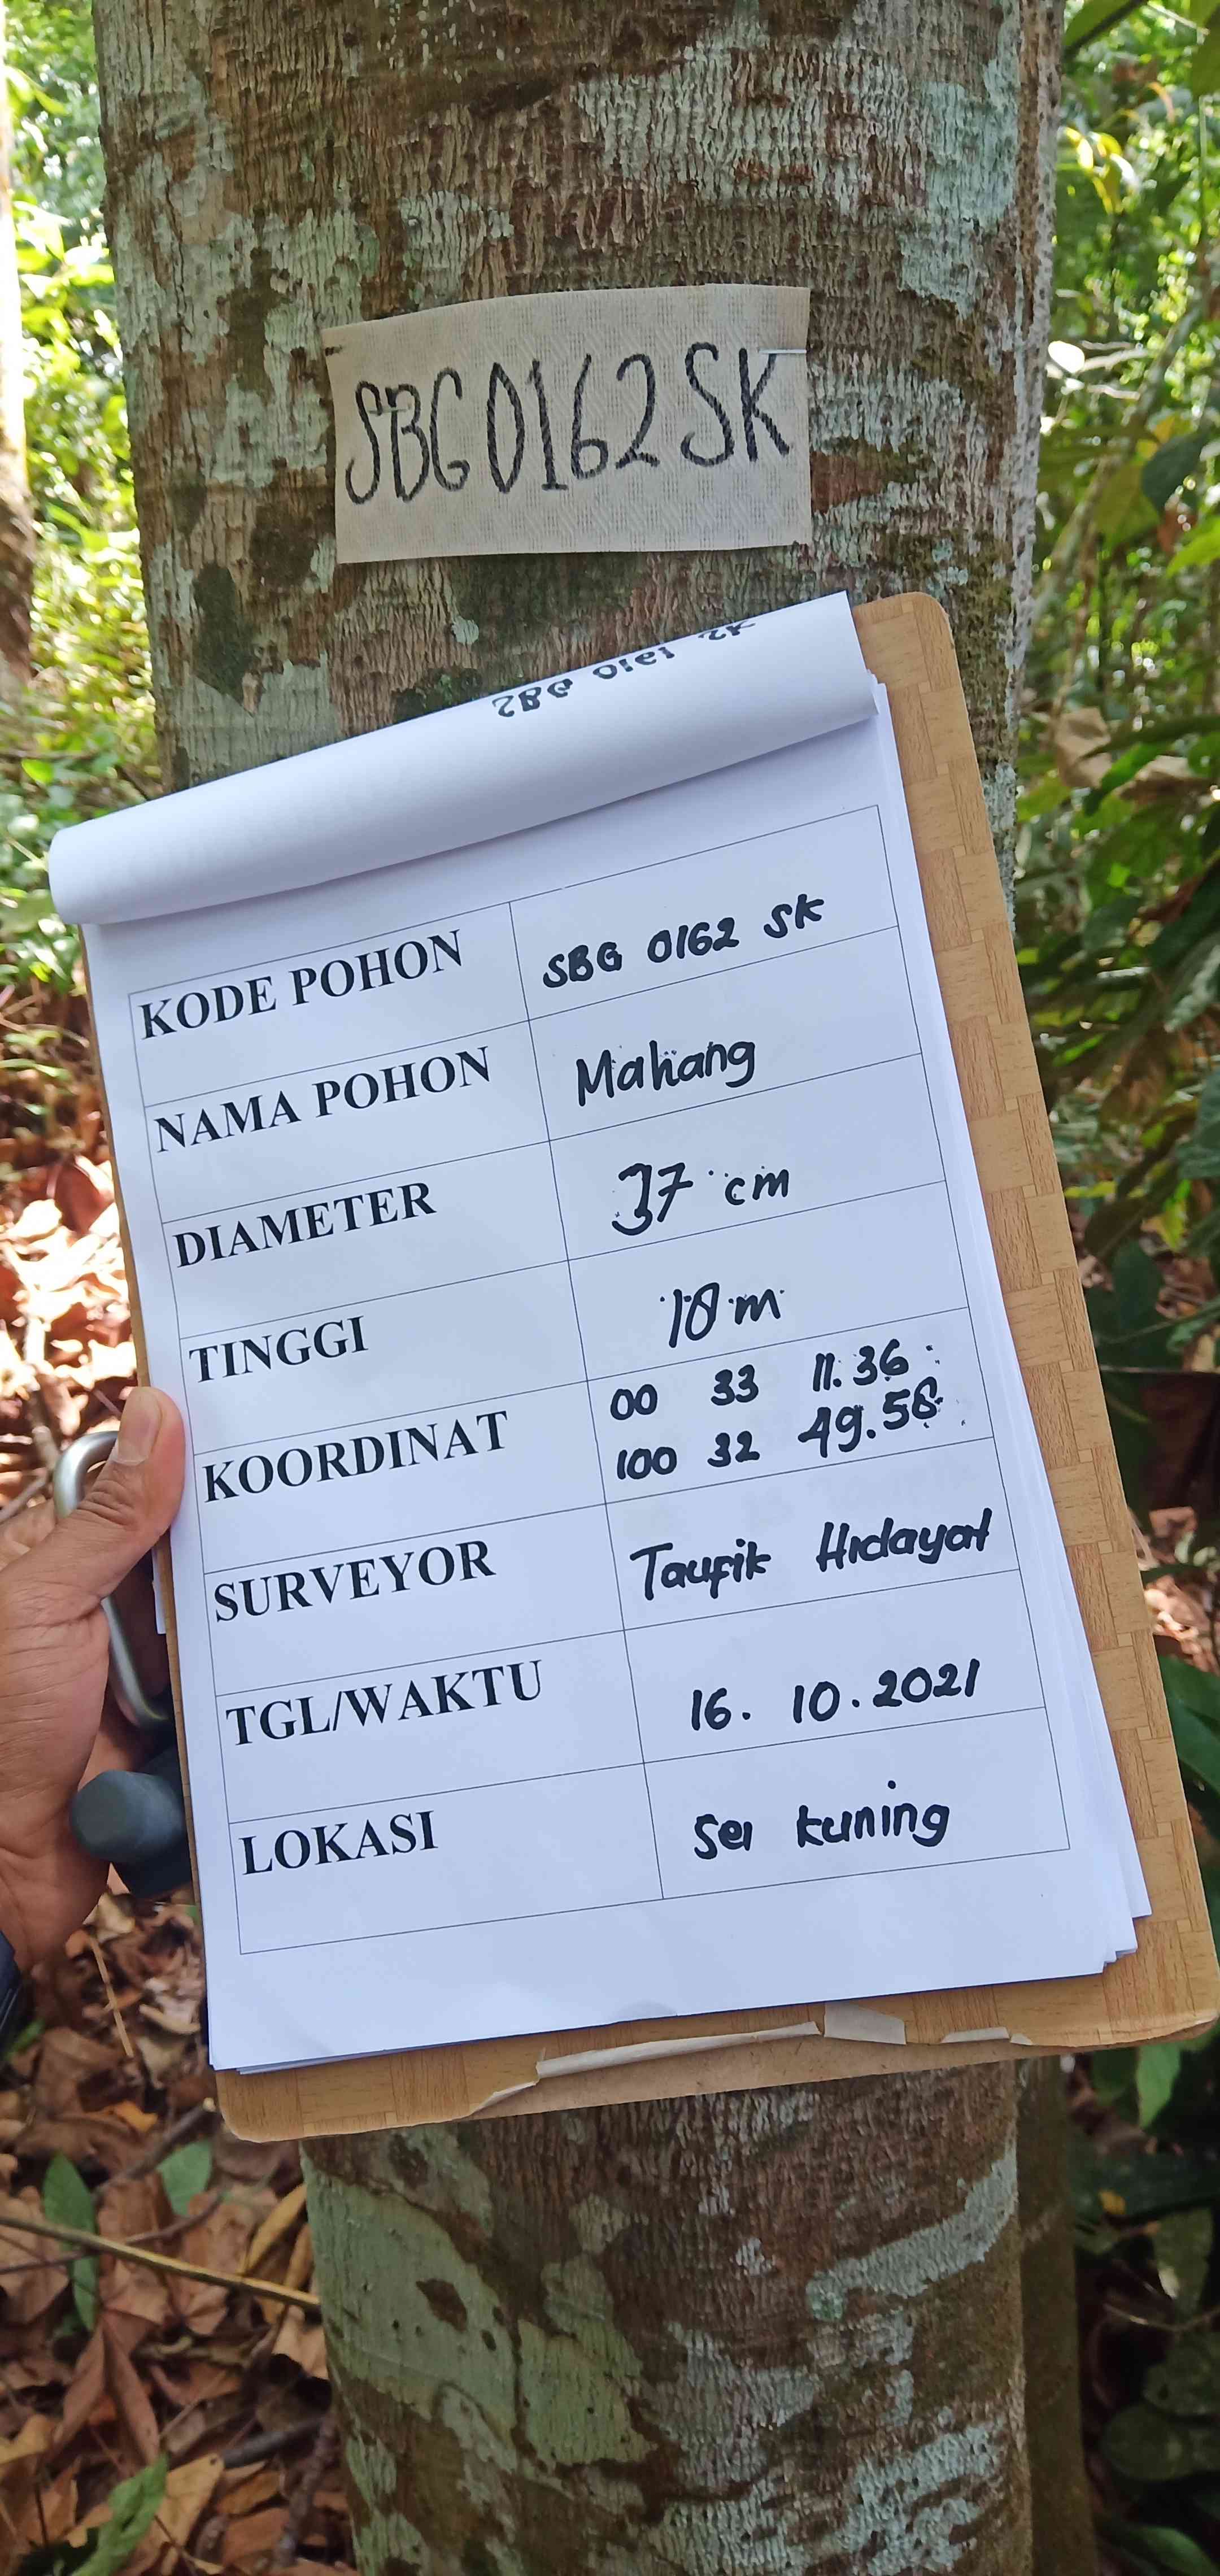 SBG 0162 SK
SBG 0161 SK
KODE POHON SBG 0162 SK
NAMA POHON Mahang
DIAMETER 37 cm
TINGGI 18 m
KOORDINAT 00 33 11.36
100 32 49.58
SURVEYOR Taufik Hidayat
TGL/WAKTU 16. 10. 2021
LOKASI Sei kuning